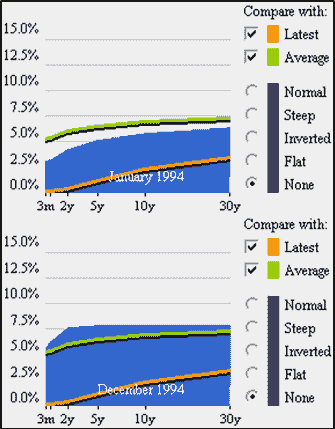 Compare with:
Latest
Average
Normal
Steep
Inverted
Flat
None
15.0%
12.5%
10.0%
7.5%
5.0%
2.5%
0.0%
January 1994
3m 2y 5y 10y 30y
Compare with:
Latest
Average
Normal
Steep
Inverted
Flat
None
15.0%
12.5%
10.0%
7.5%
5.0%
2.5%
0.0%
December 1994
3m 2y 5y 10y 30y